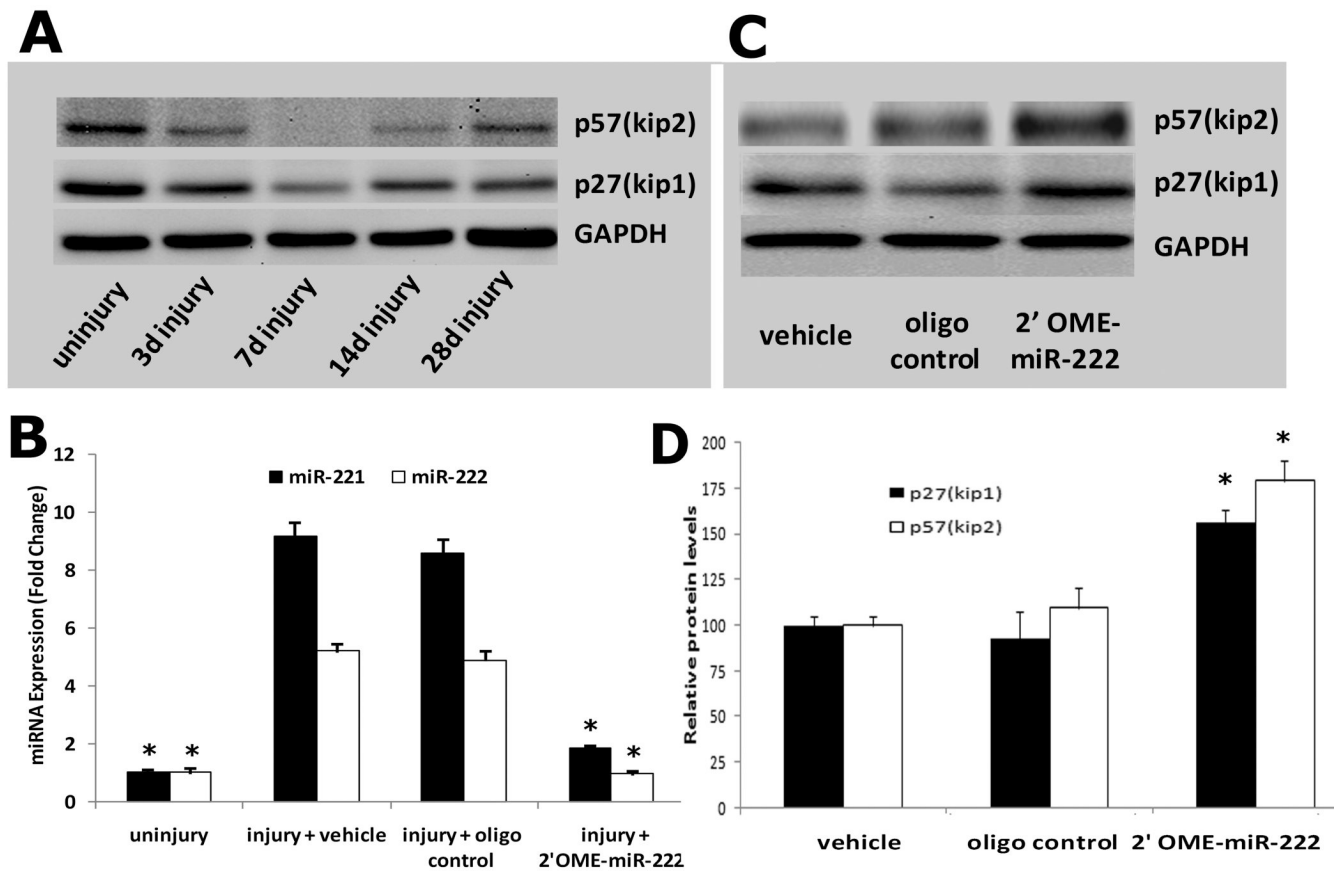 A
p57(kip2)
p27(kip1)
GAPDH
uninjury
3d injury
7d injury
14d injury
28d injury
C
p57(kip2)
p27(kip1)
GAPDH
vehicle
oligo
control
2’ OME-
miR-222
B
miRNA Expression (Fold Change)
12
10
8
6
4
2
0
miR-221
miR-222
*
*
*
*
uninjury
injury + vehicle
injury + oligo
control
injury +
2'OME-miR-222
D
Relative protein levels
200
175
150
125
100
75
50
25
0
p27(kip1)
p57(kip2)
*
*
vehicle
oligo control
2' OME-miR-222